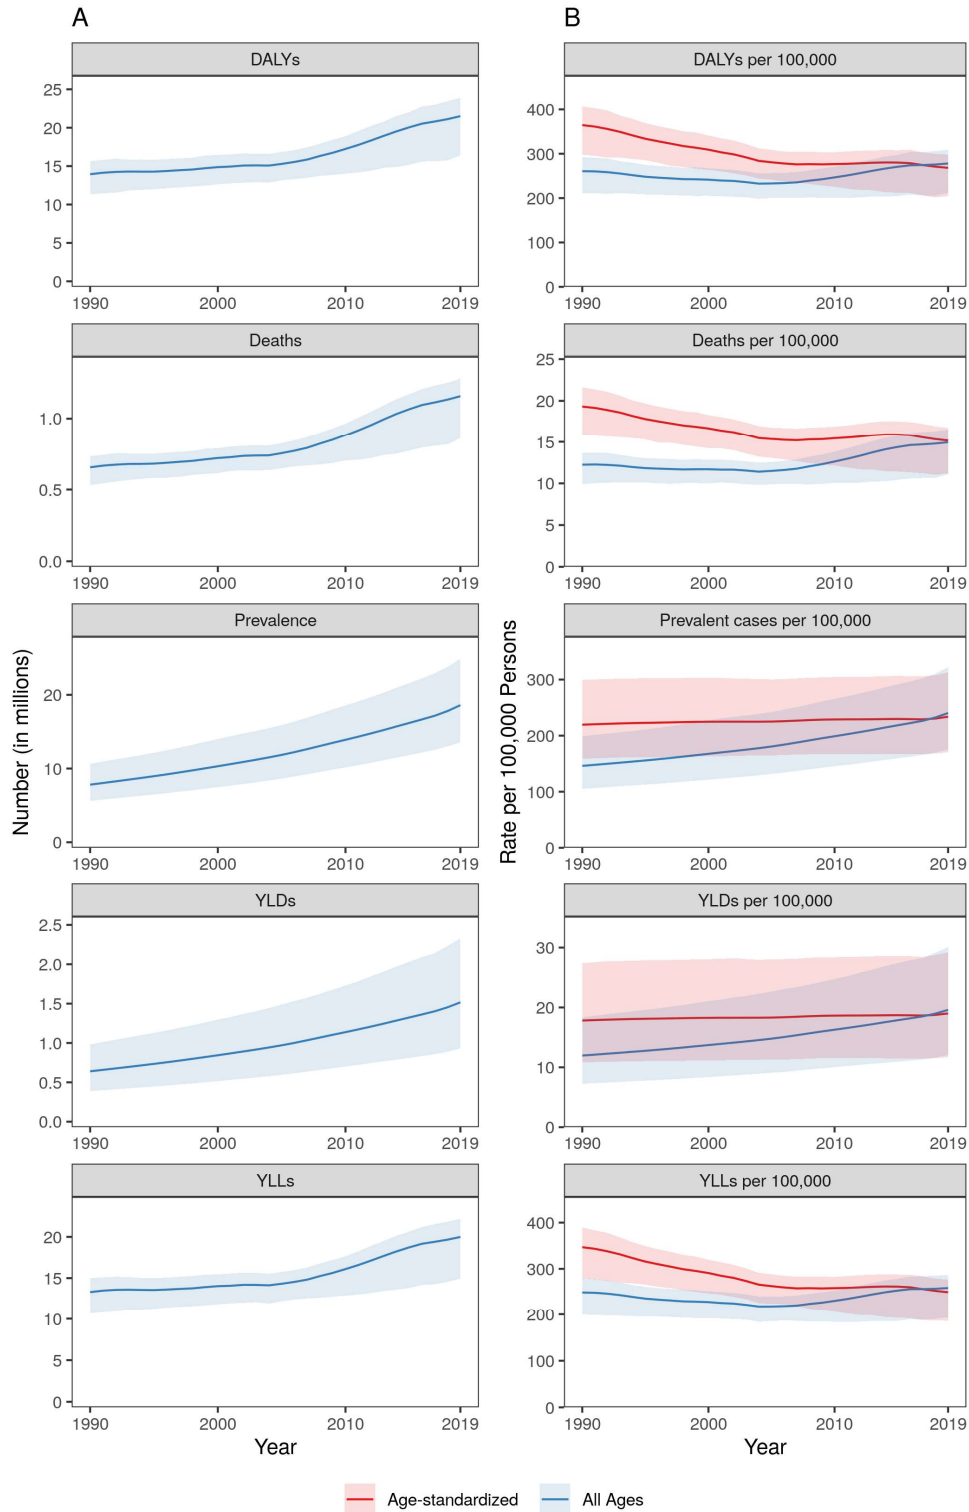 A
B
DALYs
DALYs per 100,000
25
20
15
10
5
0
1990 2000 2010 2019
400
300
200
100
0
1990 2000 2010 2019
Deaths
Deaths per 100,000
1.0
0.5
0.0
1990 2000 2010 2019
25
20
15
10
5
0
1990 2000 2010 2019
Number (in millions)
Rate per 100,000 Persons
Prevalence
Prevalent cases per 100,000
20
10
0
1990 2000 2010 2019
300
200
100
0
1990 2000 2010 2019
YLDs
YLDs per 100,000
2.5
2.0
1.5
1.0
0.5
0.0
1990 2000 2010 2019
30
20
10
0
1990 2000 2010 2019
YLLs
YLLs per 100,000
20
15
10
5
0
1990 2000 2010 2019
400
300
200
100
0
1990 2000 2010 2019
Year
Year
Age-standardized
All Ages